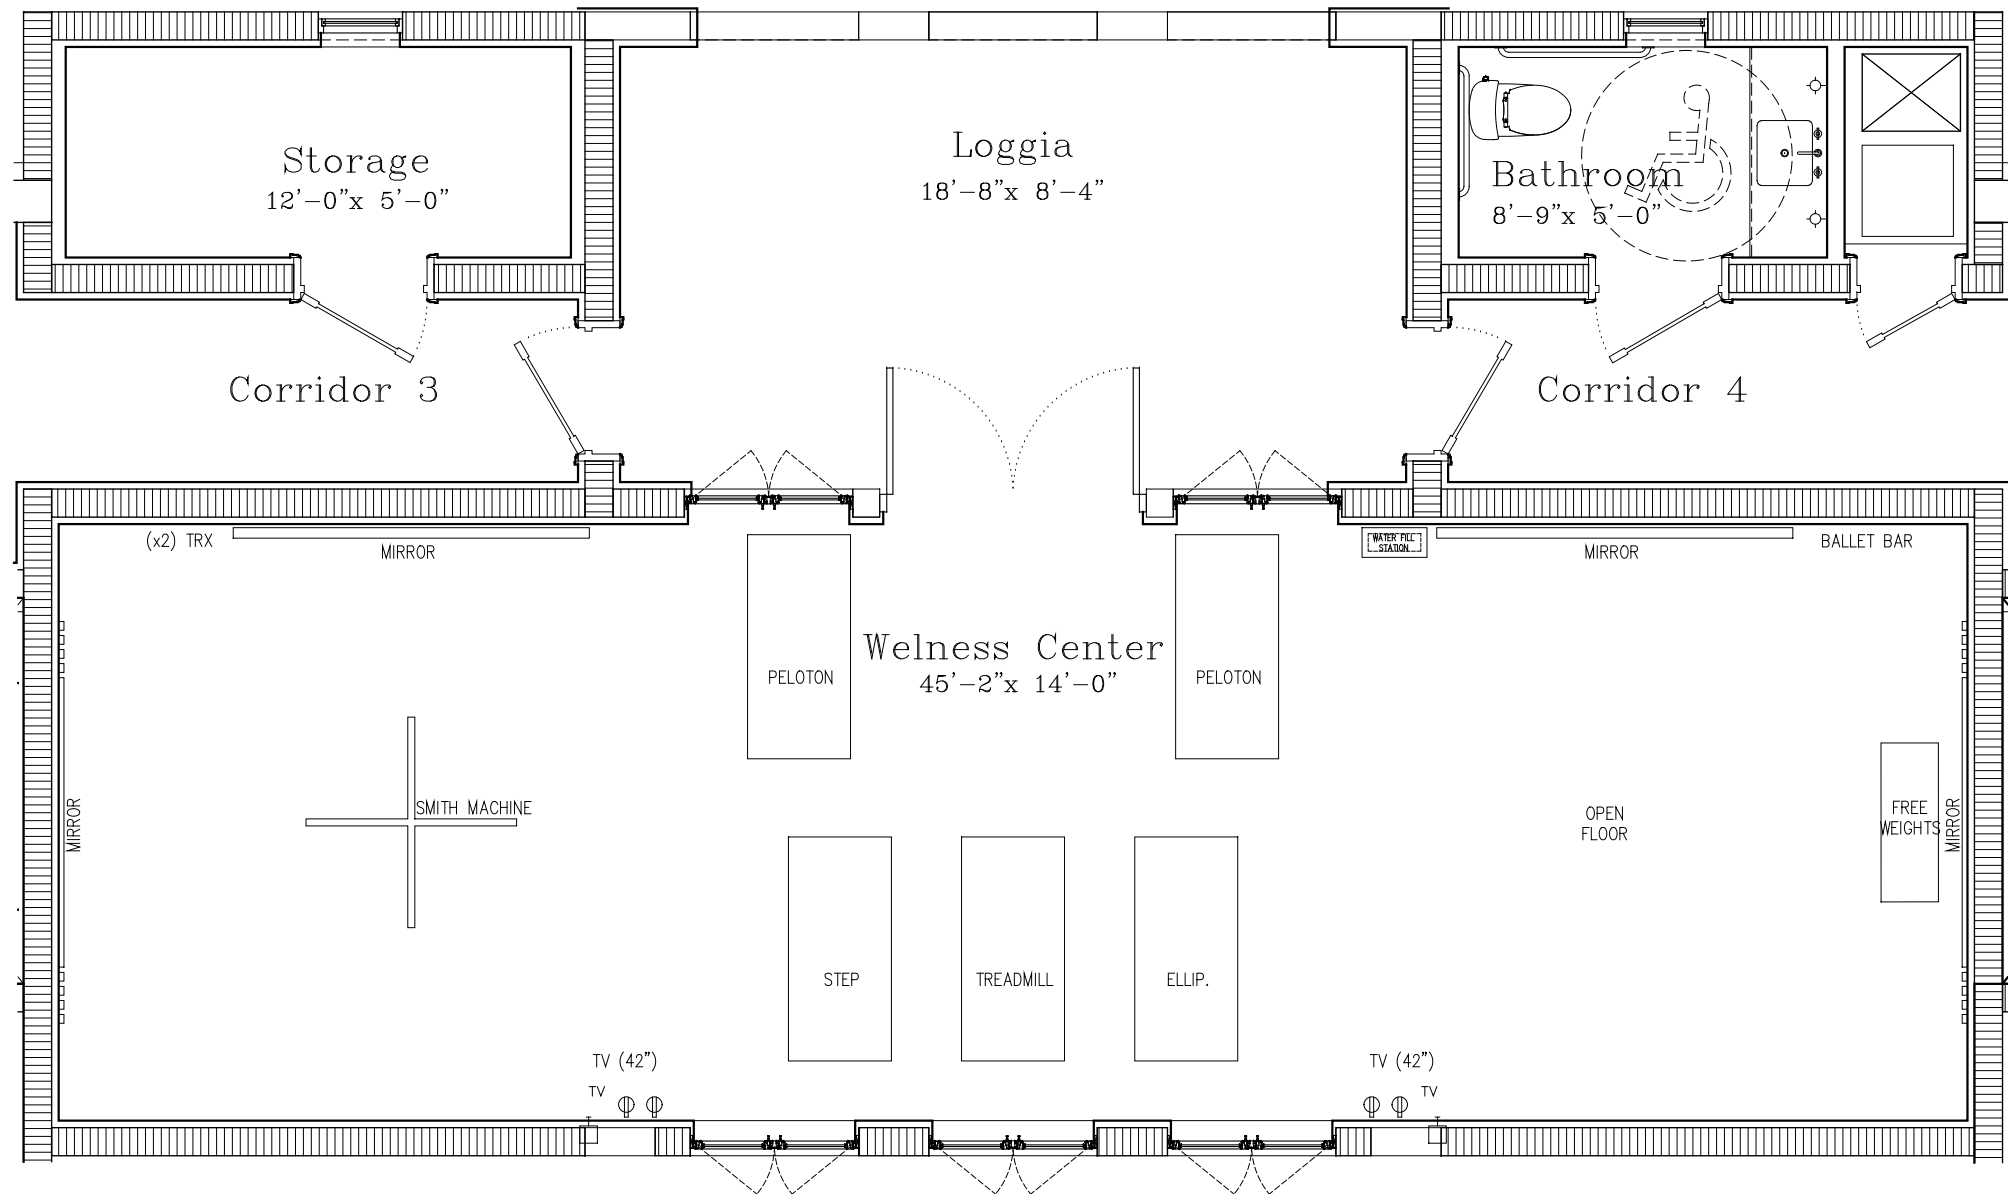 Storage
12'-0"x 5'-0"
Loggia
18'-8"x 8'-4"
Bathroom
8'-9"x 5'-0"
Corridor 3
Corridor 4
(x2) TRX
MIRROR
WATER FILL
STATION
MIRROR
BALLET BAR
Welness Center
45'-2"x 14'-0"
PELOTON
PELOTON
MIRROR
SMITH MACHINE
OPEN
FLOOR
FREE
WEIGHTS
MIRROR
STEP
TREADMILL
ELLIP.
TV (42")
TV
TV (42")
TV